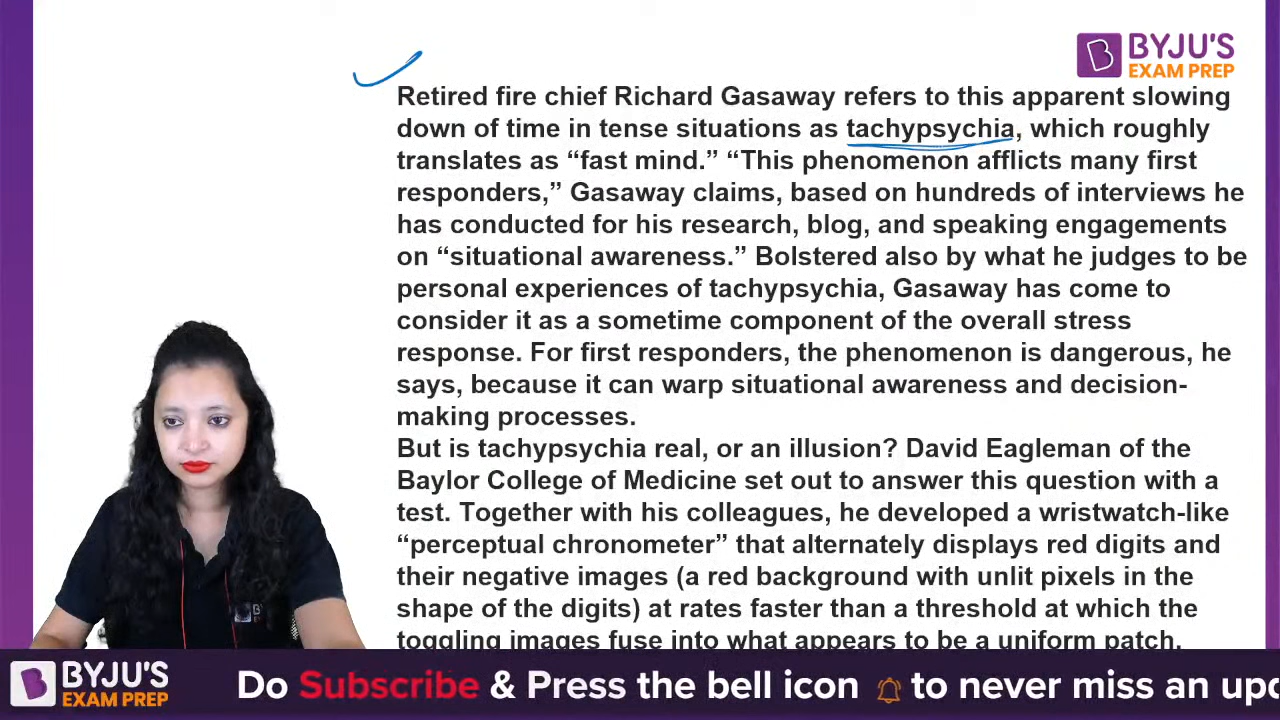 BYJU'S
EXAM PREP
Retired fire chief Richard Gasaway refers to this apparent slowing
down of time in tense situations as tachypsychia, which roughly
translates as “fast mind.” “This phenomenon afflicts many first
responders,” Gasaway claims, based on hundreds of interviews he
has conducted for his research, blog, and speaking engagements
on “situational awareness.” Bolstered also by what he judges to be
personal experiences of tachypsychia, Gasaway has come to
consider it as a sometime component of the overall stress
response. For first responders, the phenomenon is dangerous, he
says, because it can warp situational awareness and decision-
making processes.
But is tachypsychia real, or an illusion? David Eagleman of the
Baylor College of Medicine set out to answer this question with a
test. Together with his colleagues, he developed a wristwatch-like
“perceptual chronometer” that alternately displays red digits and
their negative images (a red background with unlit pixels in the
shape of the digits) at rates faster than a threshold at which the
toggling images fuse into what appears to be a uniform patch.
BYJU'S
EXAM PREP
Do Subscribe & Press the bell icon to never miss an upd